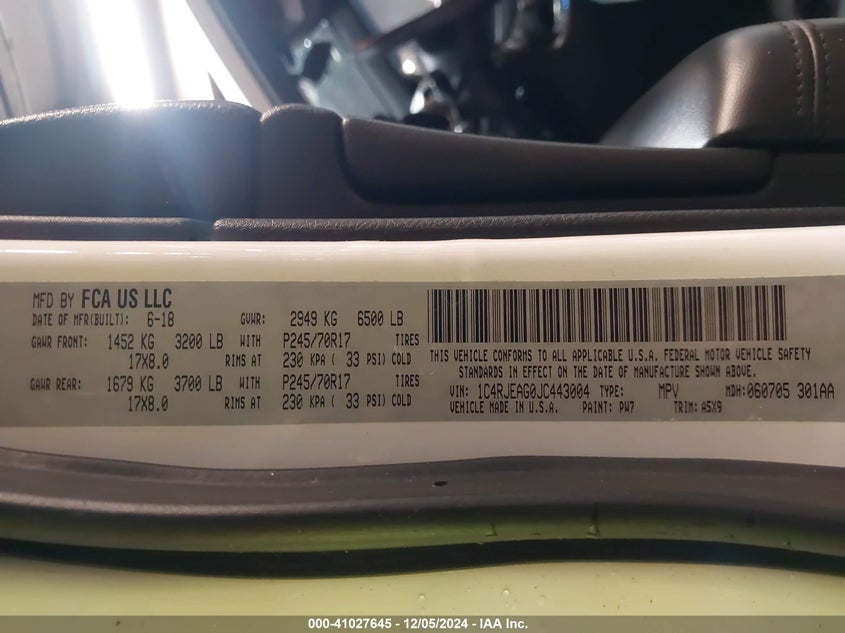 MFD BY FCA US LLC
DATE OF MFR(BUILT): 6-18 GVWR: 2949 KG 6500 LB
GAWR FRONT: 1452 KG 3200 LB WITH P245/70R17 TIRES
17X8.0 RIMS AT 230 KPA ( 33 PSI) COLD
GAWR REAR: 1679 KG 3700 LB WITH P245/70R17 TIRES
17X8.0 RIMS AT 230 KPA ( 33 PSI) COLD
THIS VEHICLE CONFORMS TO ALL APPLICABLE U.S.A. FEDERAL MOTOR VEHICLE SAFETY
STANDARDS IN EFFECT ON THE DATE OF MANUFACTURE SHOWN ABOVE.
VIN: 1C4RJEAG0JC443004 TYPE: MPV MDH: 060705 301AA
VEHICLE MADE IN U.S.A. PAINT: PW7 TRIM: A5X9
000-41027645 - 12/05/2024 - IAA Inc.